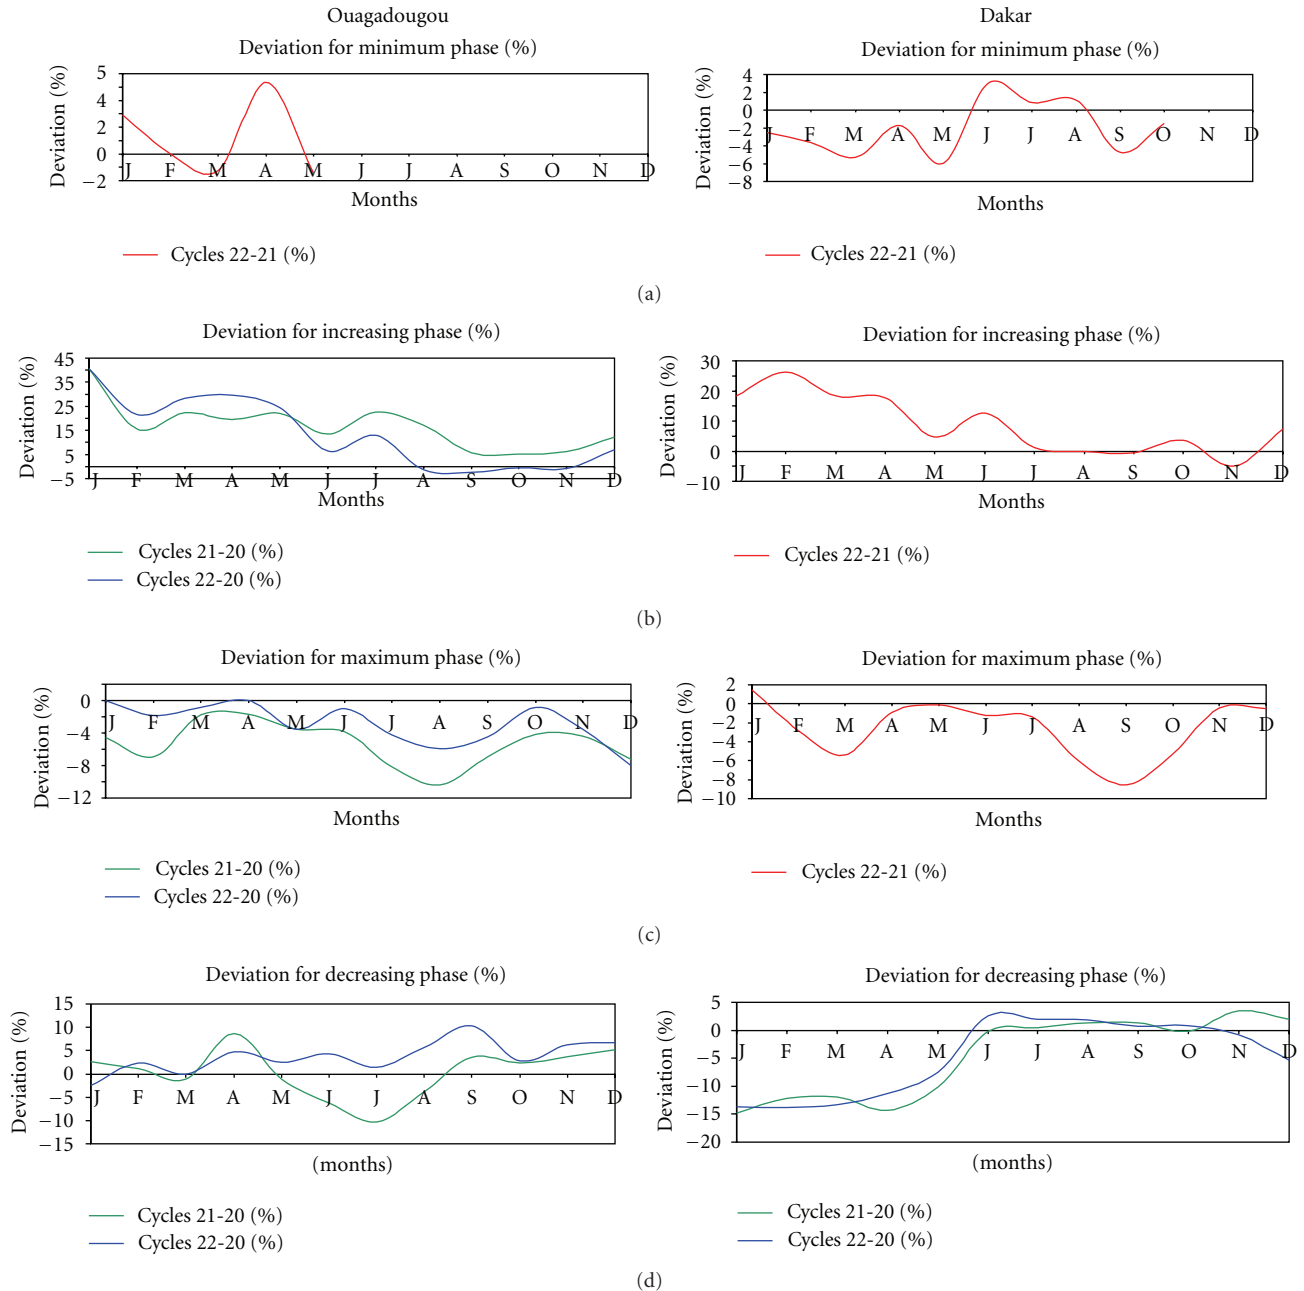 Ouagadougou
Deviation for minimum phase (%)
Deviation (%)
5
4
2
2
0
−2
J F M A M J J A S O N D
Months
Cycles 22-21 (%)
Dakar
Deviation for minimum phase (%)
Deviation (%)
4
2
0
−2
−4
−6
−8
J F M A M J J A S O N D
Months
Cycles 22-21 (%)
(a)
Deviation for increasing phase (%)
Deviation (%)
45
35
25
15
5
−5
J F M A M J J A S O N D
Months
Cycles 21-20 (%)
Cycles 22-20 (%)
Deviation for increasing phase (%)
Deviation (%)
30
20
10
0
−10
J F M A M J J A S O N D
Months
Cycles 22-21 (%)
(b)
Deviation for maximum phase (%)
Deviation (%)
0
−4
−8
−12
J F M A M J J A S O N D
Months
Cycles 21-20 (%)
Cycles 22-20 (%)
Deviation for maximum phase (%)
Deviation (%)
2
0
−2
−4
−6
−8
−10
J F M A M J J A S O N D
Months
Cycles 22-21 (%)
(c)
Deviation for decreasing phase (%)
Deviation (%)
15
10
5
0
−5
−10
−15
J F M A M J J A S O N D
(months)
Cycles 21-20 (%)
Cycles 22-20 (%)
Deviation for decreasing phase (%)
Deviation (%)
5
0
−5
−10
−15
−20
J F M A M J J A S O N D
(months)
Cycles 21-20 (%)
Cycles 22-20 (%)
(d)